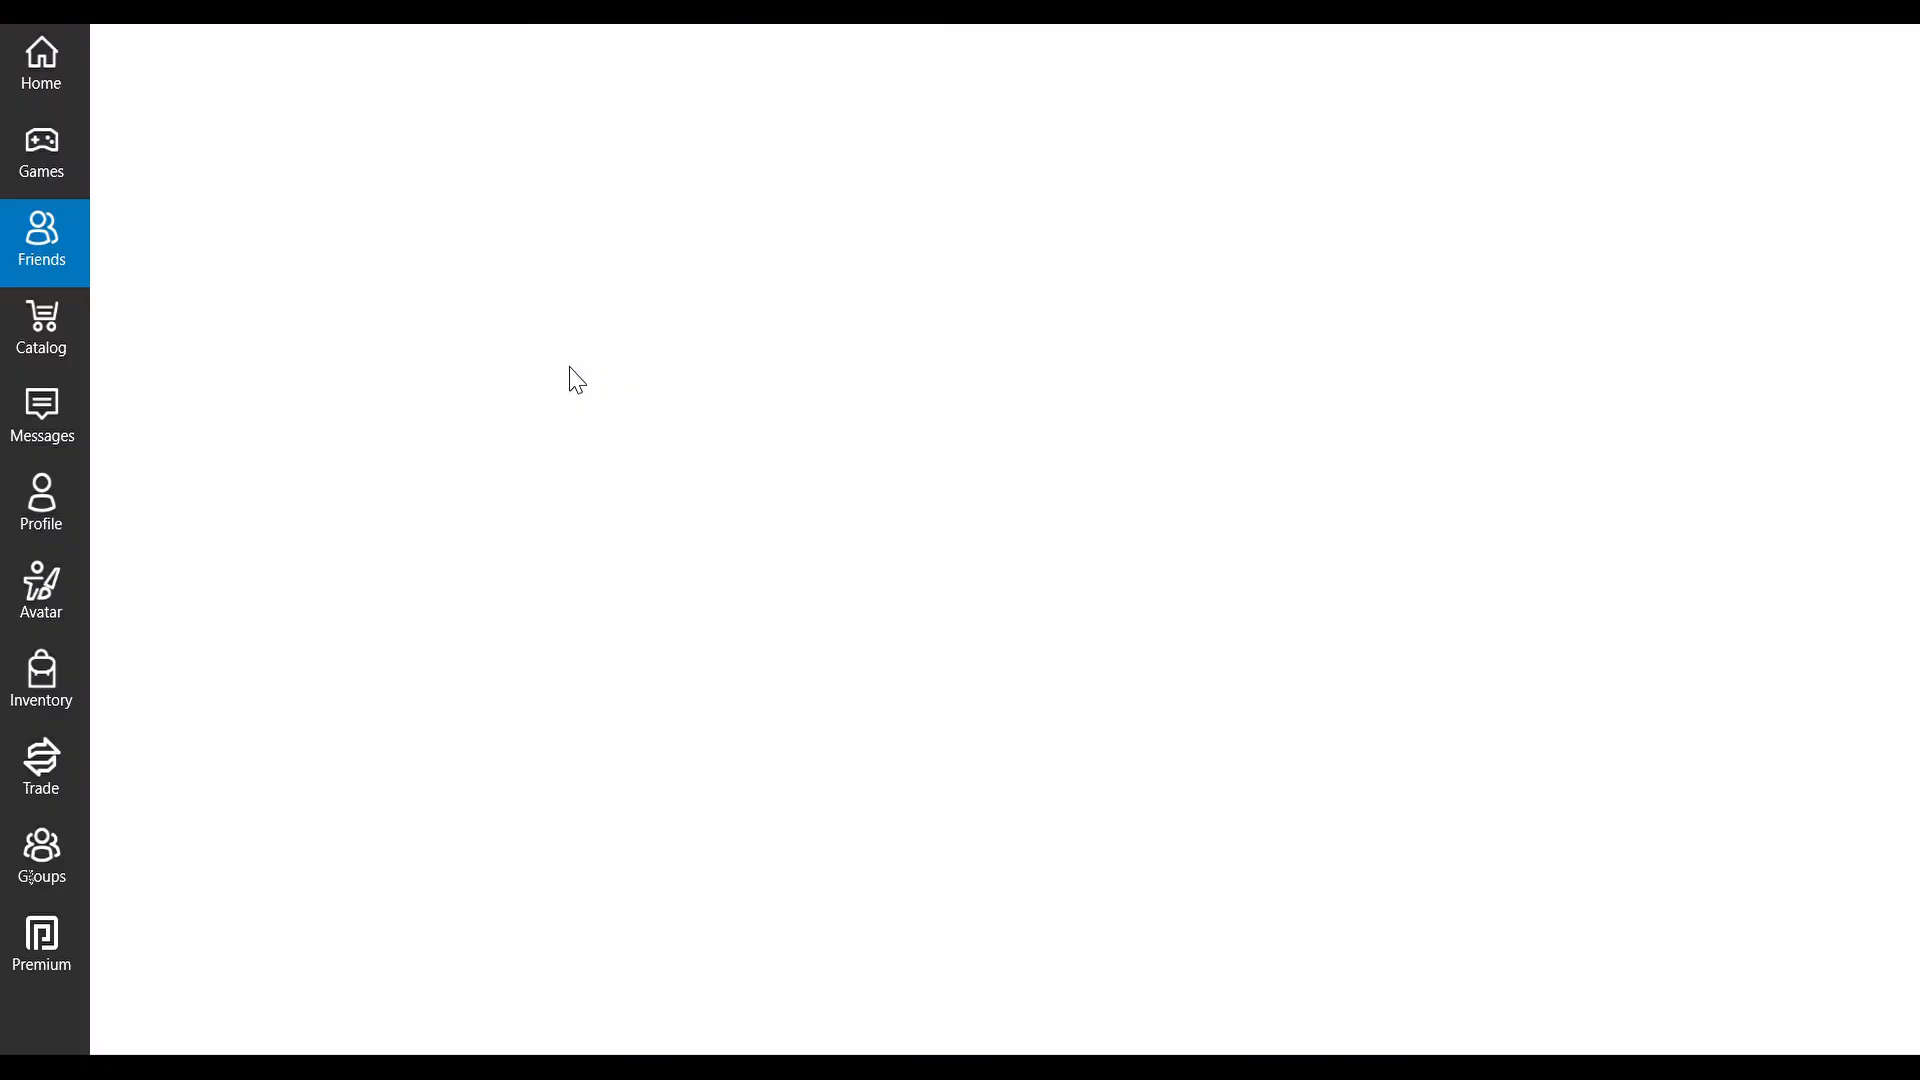 Home
Games
Friends
Catalog
Messages
Profile
Avatar
Inventory
Trade
Groups
Premium